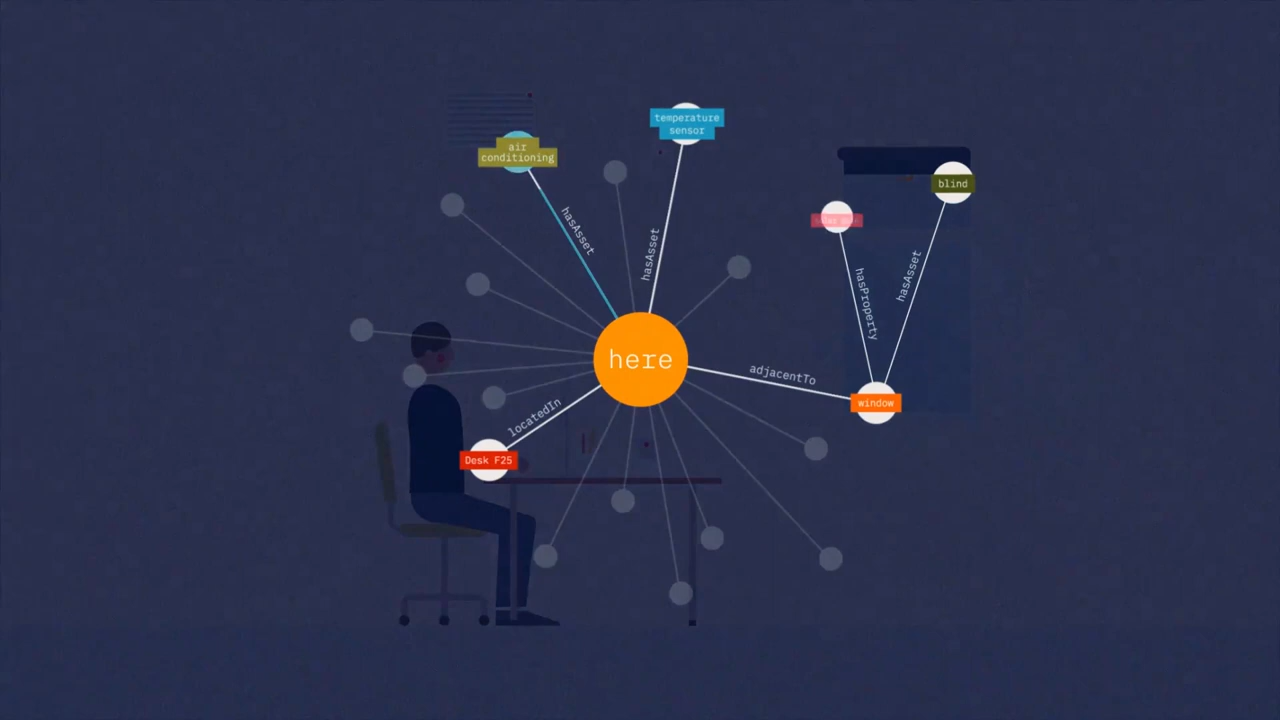 temperature
sensor
air
conditioning
blind
hasAsset
hasAsset
hasAsset
hasProperty
here
adjacentTo
window
locatedIn
Desk F25